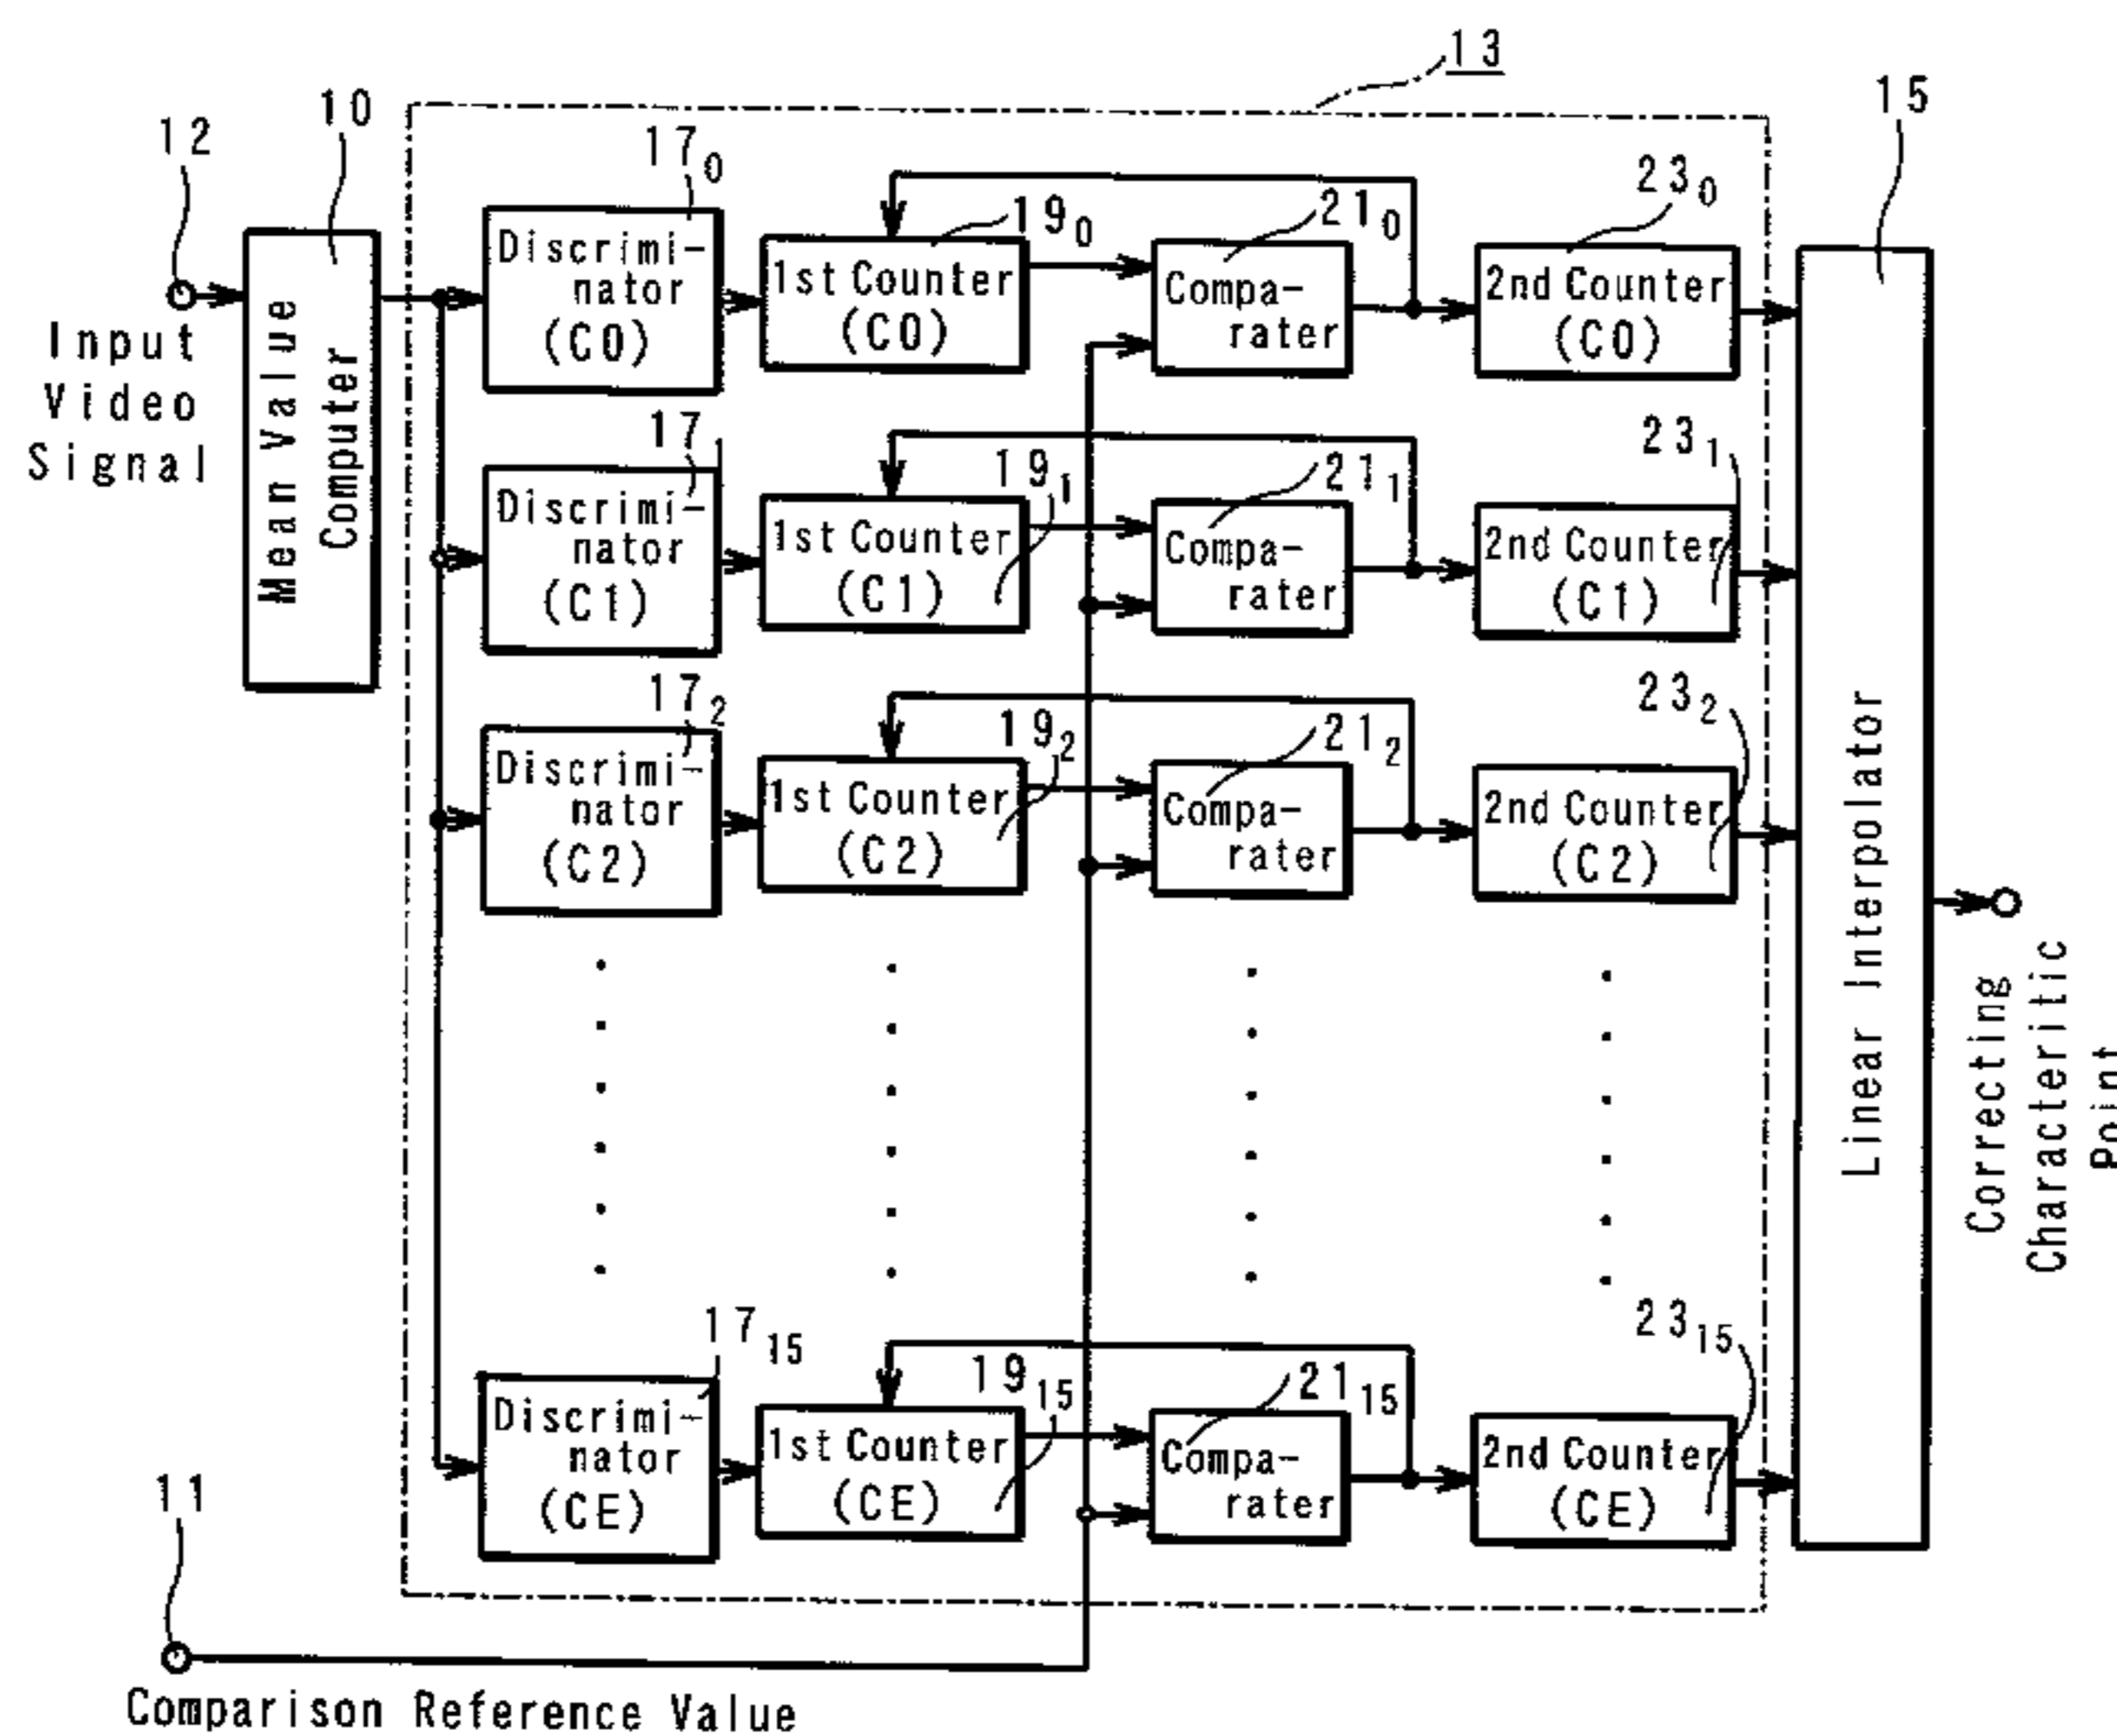 13
15
12
10
17₀
19₀
21₀
23₀
Input
Video
Signal
Mean Value
Computer
Discrimi-
nator
(C0)
1st Counter
(C0)
Compa-
rater
2nd Counter
(C0)
17₁
19₁
21₁
23₁
Discrimi-
nator
(C1)
1st Counter
(C1)
Compa-
rater
2nd Counter
(C1)
17₂
19₂
21₂
23₂
Discrimi-
nator
(C2)
1st Counter
(C2)
Compa-
rater
2nd Counter
(C2)
Linear Interpolator
Correcting
Characteritic
Point
17₁₅
19₁₅
21₁₅
23₁₅
Discrimi-
nator
(CE)
1st Counter
(CE)
Compa-
rater
2nd Counter
(CE)
11
Comparison Reference Value